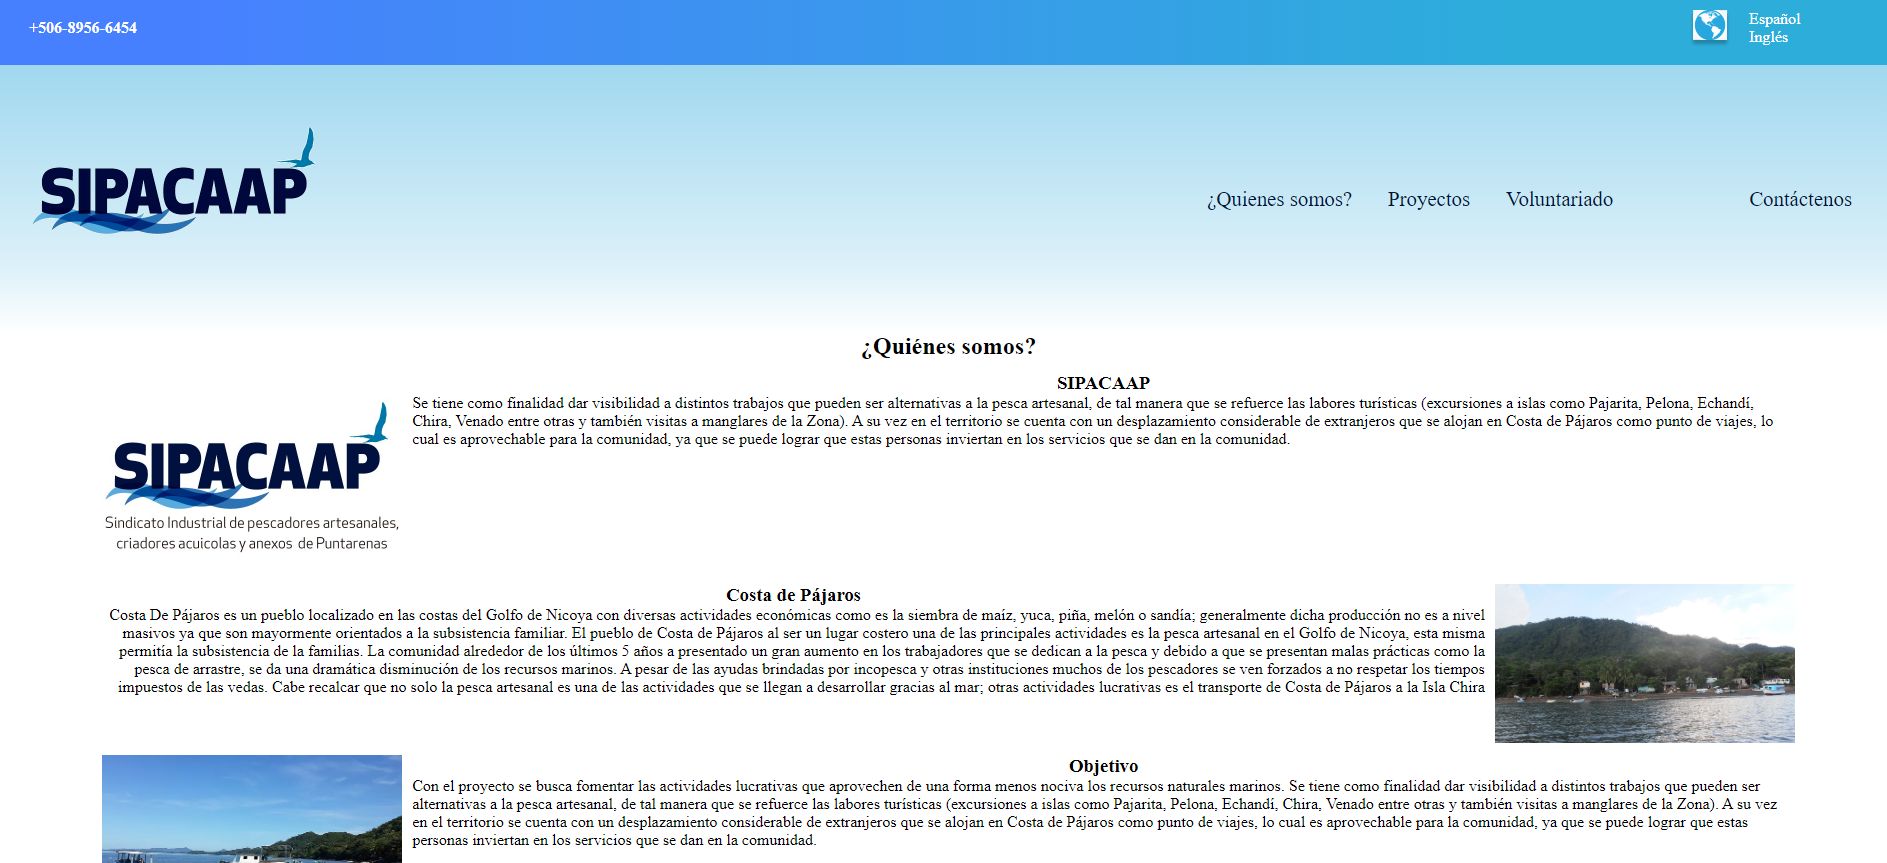 +506-8956-6454
Español
Inglés
SIPACAAP
¿Quienes somos?
Proyectos
Voluntariado
Contáctenos
¿Quiénes somos?
SIPACAAP
Sindicato Industrial de pescadores artesanales,
criadores acuícolas y anexos de Puntarenas
SIPACAAP
Se tiene como finalidad dar visibilidad a distintos trabajos que pueden ser alternativas a la pesca artesanal, de tal manera que se refuerce las labores turísticas (excursiones a islas como Pajarita, Pelona, Echandí,
Chira, Venado entre otras y también visitas a manglares de la Zona). A su vez en el territorio se cuenta con un desplazamiento considerable de extranjeros que se alojan en Costa de Pájaros como punto de viajes, lo
cual es aprovechable para la comunidad, ya que se puede lograr que estas personas inviertan en los servicios que se dan en la comunidad.
Costa de Pájaros
Costa De Pájaros es un pueblo localizado en las costas del Golfo de Nicoya con diversas actividades económicas como es la siembra de maíz, yuca, piña, melón o sandía; generalmente dicha producción no es a nivel
masivos ya que son mayormente orientados a la subsistencia familiar. El pueblo de Costa de Pájaros al ser un lugar costero una de las principales actividades es la pesca artesanal en el Golfo de Nicoya, esta misma
permitía la subsistencia de la familias. La comunidad alrededor de los últimos 5 años a presentado un gran aumento en los trabajadores que se dedican a la pesca y debido a que se presentan malas prácticas como la
pesca de arrastre, se da una dramática disminución de los recursos marinos. A pesar de las ayudas brindadas por incopesca y otras instituciones muchos de los pescadores se ven forzados a no respetar los tiempos
impuestos de las vedas. Cabe recalcar que no solo la pesca artesanal es una de las actividades que se llegan a desarrollar gracias al mar; otras actividades lucrativas es el transporte de Costa de Pájaros a la Isla Chira
Objetivo
Con el proyecto se busca fomentar las actividades lucrativas que aprovechen de una forma menos nociva los recursos naturales marinos. Se tiene como finalidad dar visibilidad a distintos trabajos que pueden ser
alternativas a la pesca artesanal, de tal manera que se refuerce las labores turísticas (excursiones a islas como Pajarita, Pelona, Echandí, Chira, Venado entre otras y también visitas a manglares de la Zona). A su vez
en el territorio se cuenta con un desplazamiento considerable de extranjeros que se alojan en Costa de Pájaros como punto de viajes, lo cual es aprovechable para la comunidad, ya que se puede lograr que estas
personas inviertan en los servicios que se dan en la comunidad.